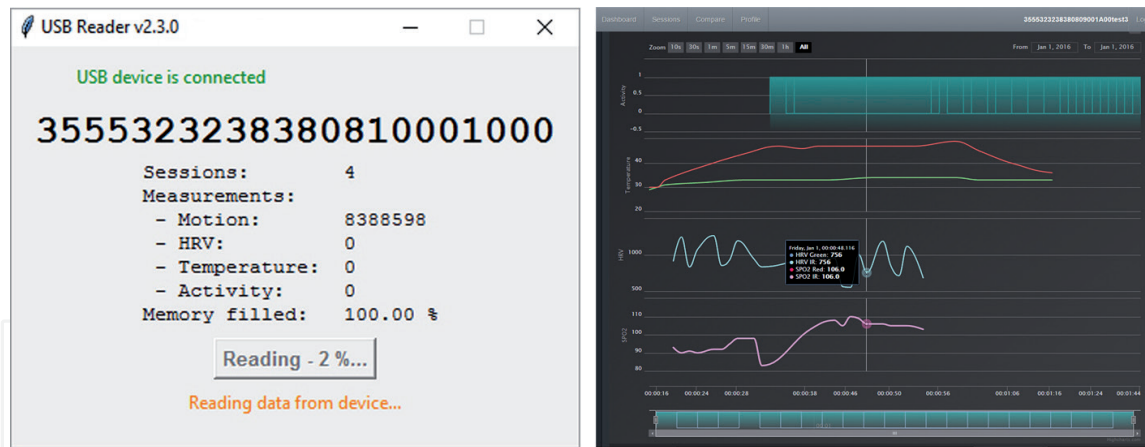 USB Reader v2.3.0
USB device is connected
3555323238380810001000
Sessions: 4
Measurements:
- Motion: 8388598
- HRV: 0
- Temperature: 0
- Activity: 0
Memory filled: 100.00 %
Reading - 2 %...
Reading data from device...
Dashboard Sessions Compare Profile 3555323238380809001A00test3 Lo
Zoom 10s 30s 1m 5m 15m 30m 1h All From Jan 1, 2016 To Jan 1, 2016
Activity
1
0.5
0
-0.5
Temperature
40
30
20
HRV
1000
500
Friday, Jan 1, 00:00:48.116
HRV Green: 756
HRV IR: 756
SPO2 Red: 106.0
SPO2 IR: 106.0
SPO2
110
100
90
80
00:00:16 00:00:24 00:00:28 00:00:38 00:00:46 00:00:50 00:00:56 00:01:06 00:01:16 00:01:24 00:01:44